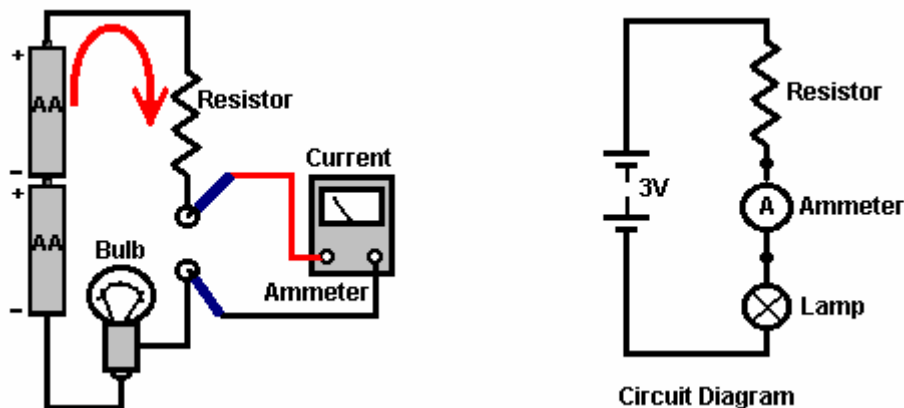 +
AA
Resistor
−
+
AA
Current
Bulb
−
Ammeter
Resistor
3V
A
Ammeter
Lamp
Circuit Diagram